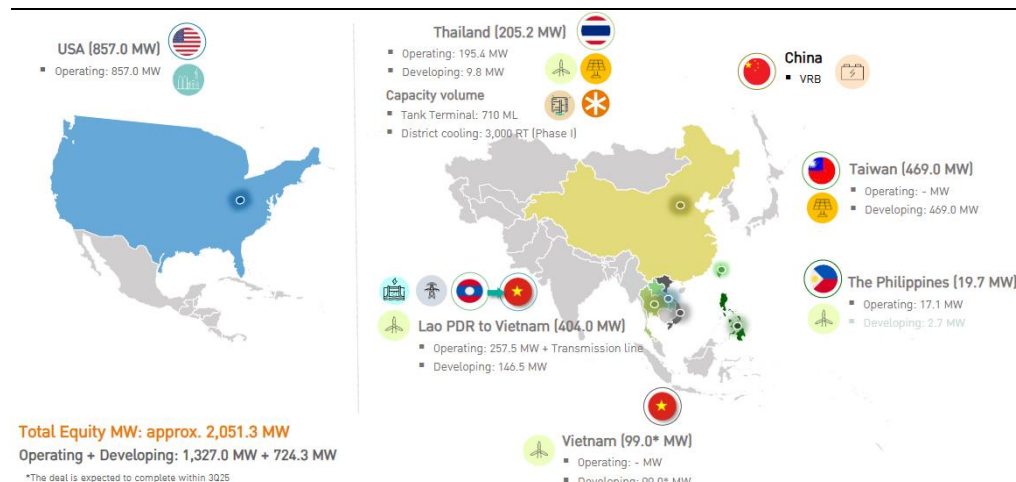 USA (857.0 MW)
▪ Operating: 857.0 MW
Thailand (205.2 MW)
▪ Operating: 195.4 MW
▪ Developing: 9.8 MW
Capacity volume
▪ Tank Terminal: 710 ML
▪ District cooling: 3,000 RT (Phase I)
China
▪ VRB
Taiwan (469.0 MW)
▪ Operating: - MW
▪ Developing: 469.0 MW
The Philippines (19.7 MW)
▪ Operating: 17.1 MW
▪ Developing: 2.7 MW
Lao PDR to Vietnam (404.0 MW)
▪ Operating: 257.5 MW + Transmission line
▪ Developing: 146.5 MW
Vietnam (99.0* MW)
▪ Operating: - MW
▪ Developing: 99.0* MW
Total Equity MW: approx. 2,051.3 MW
Operating + Developing: 1,327.0 MW + 724.3 MW
*The deal is expected to complete within 3Q25